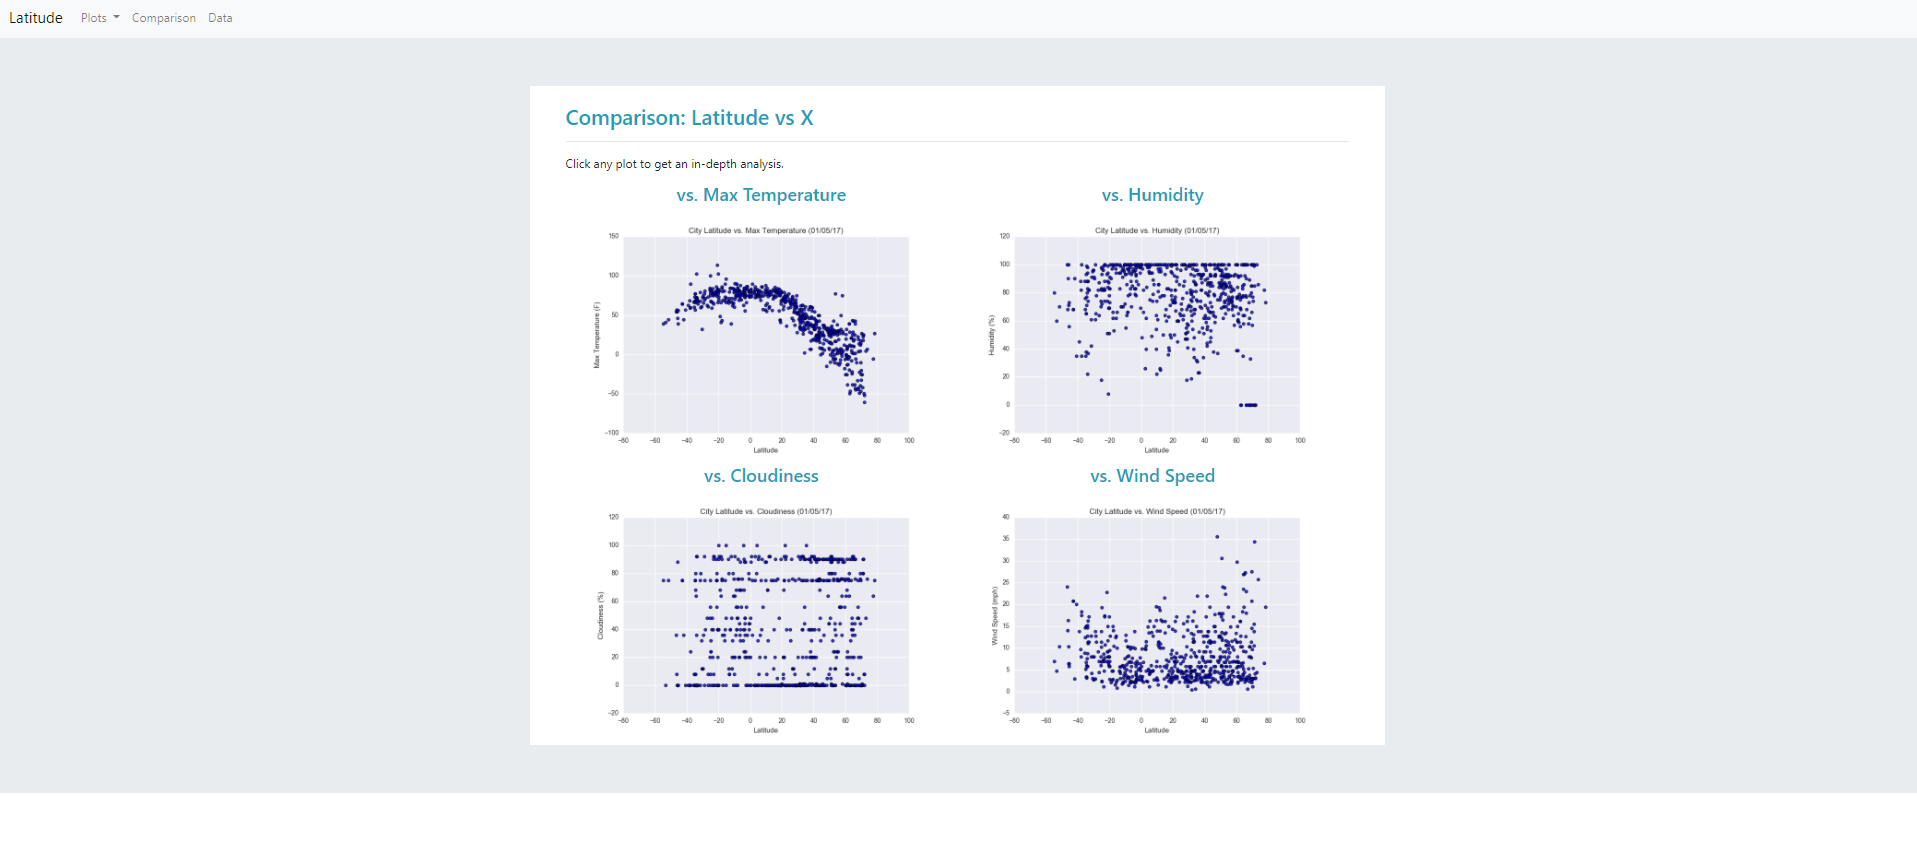 Latitude Plots Comparison Data
Comparison: Latitude vs X
Click any plot to get an in-depth analysis.
vs. Max Temperature
City Latitude vs. Max Temperature (01/05/17)
Max Temperature (F)
150
100
50
0
−50
−100
−80 −60 −40 −20 0 20 40 60 80 100
Latitude
vs. Humidity
City Latitude vs. Humidity (01/05/17)
Humidity (%)
120
100
80
60
40
20
0
−20
−80 −60 −40 −20 0 20 40 60 80 100
Latitude
vs. Cloudiness
City Latitude vs. Cloudiness (01/05/17)
Cloudiness (%)
120
100
80
60
40
20
0
−20
−80 −60 −40 −20 0 20 40 60 80 100
Latitude
vs. Wind Speed
City Latitude vs. Wind Speed (01/05/17)
Wind Speed (mph)
40
35
30
25
20
15
10
5
0
−5
−80 −60 −40 −20 0 20 40 60 80 100
Latitude